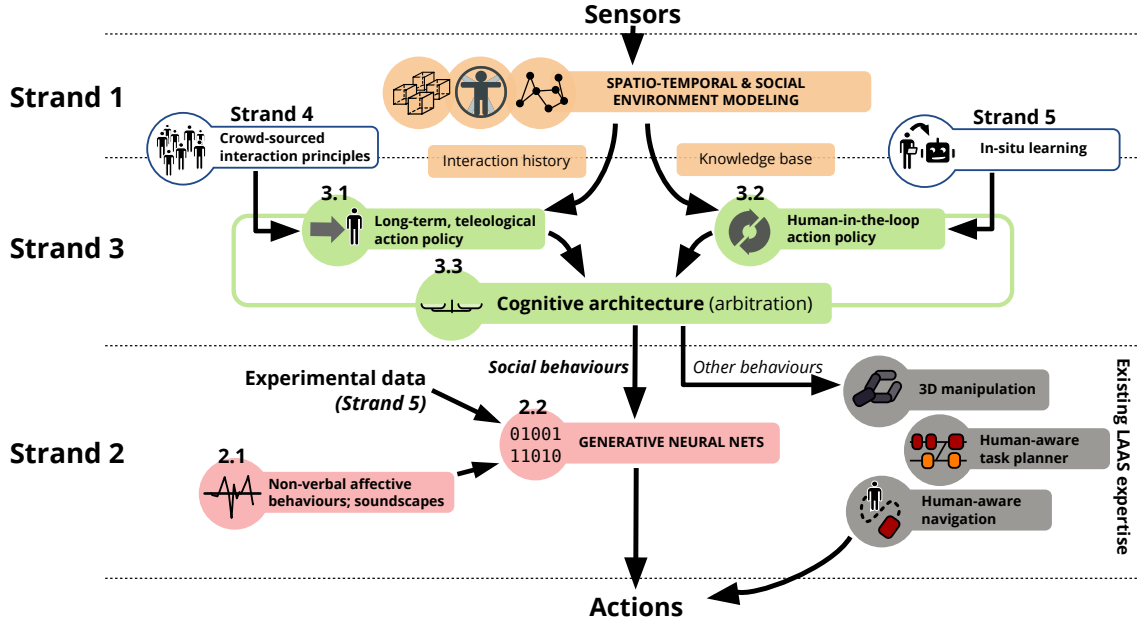 Sensors
Strand 1
SPATIO-TEMPORAL & SOCIAL
ENVIRONMENT MODELING
Strand 4
Crowd-sourced
interaction principles
Strand 5
In-situ learning
Interaction history
Knowledge base
Strand 3
3.1
Long-term, teleological
action policy
3.2
Human-in-the-loop
action policy
3.3
Cognitive architecture (arbitration)
Social behaviours
Other behaviours
Experimental data
(Strand 5)
Strand 2
2.2
01001
11010
GENERATIVE NEURAL NETS
2.1
Non-verbal affective
behaviours; soundscapes
3D manipulation
Human-aware
task planner
Human-aware
navigation
Existing LAAS expertise
Actions